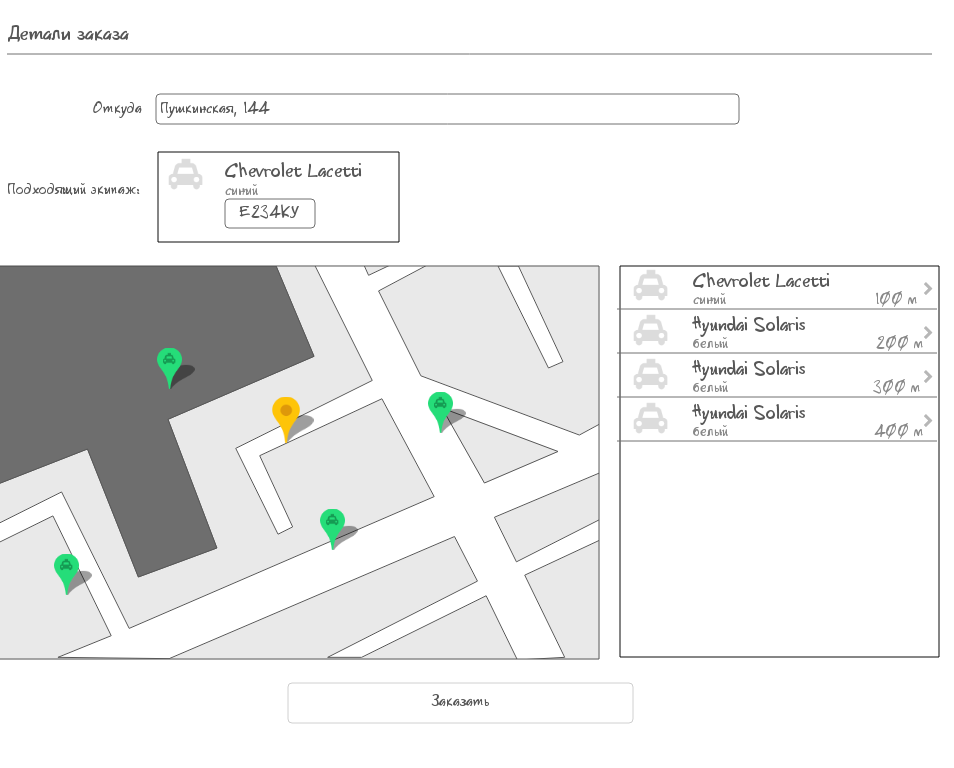 Детали заказа
Откуда
Пушкинская, 144
Подходящий экипаж:
Chevrolet Lacetti
синий
E234KY
Chevrolet Lacetti
синий
100 м
Hyundai Solaris
белый
200 м
Hyundai Solaris
белый
300 м
Hyundai Solaris
белый
400 м
Заказать